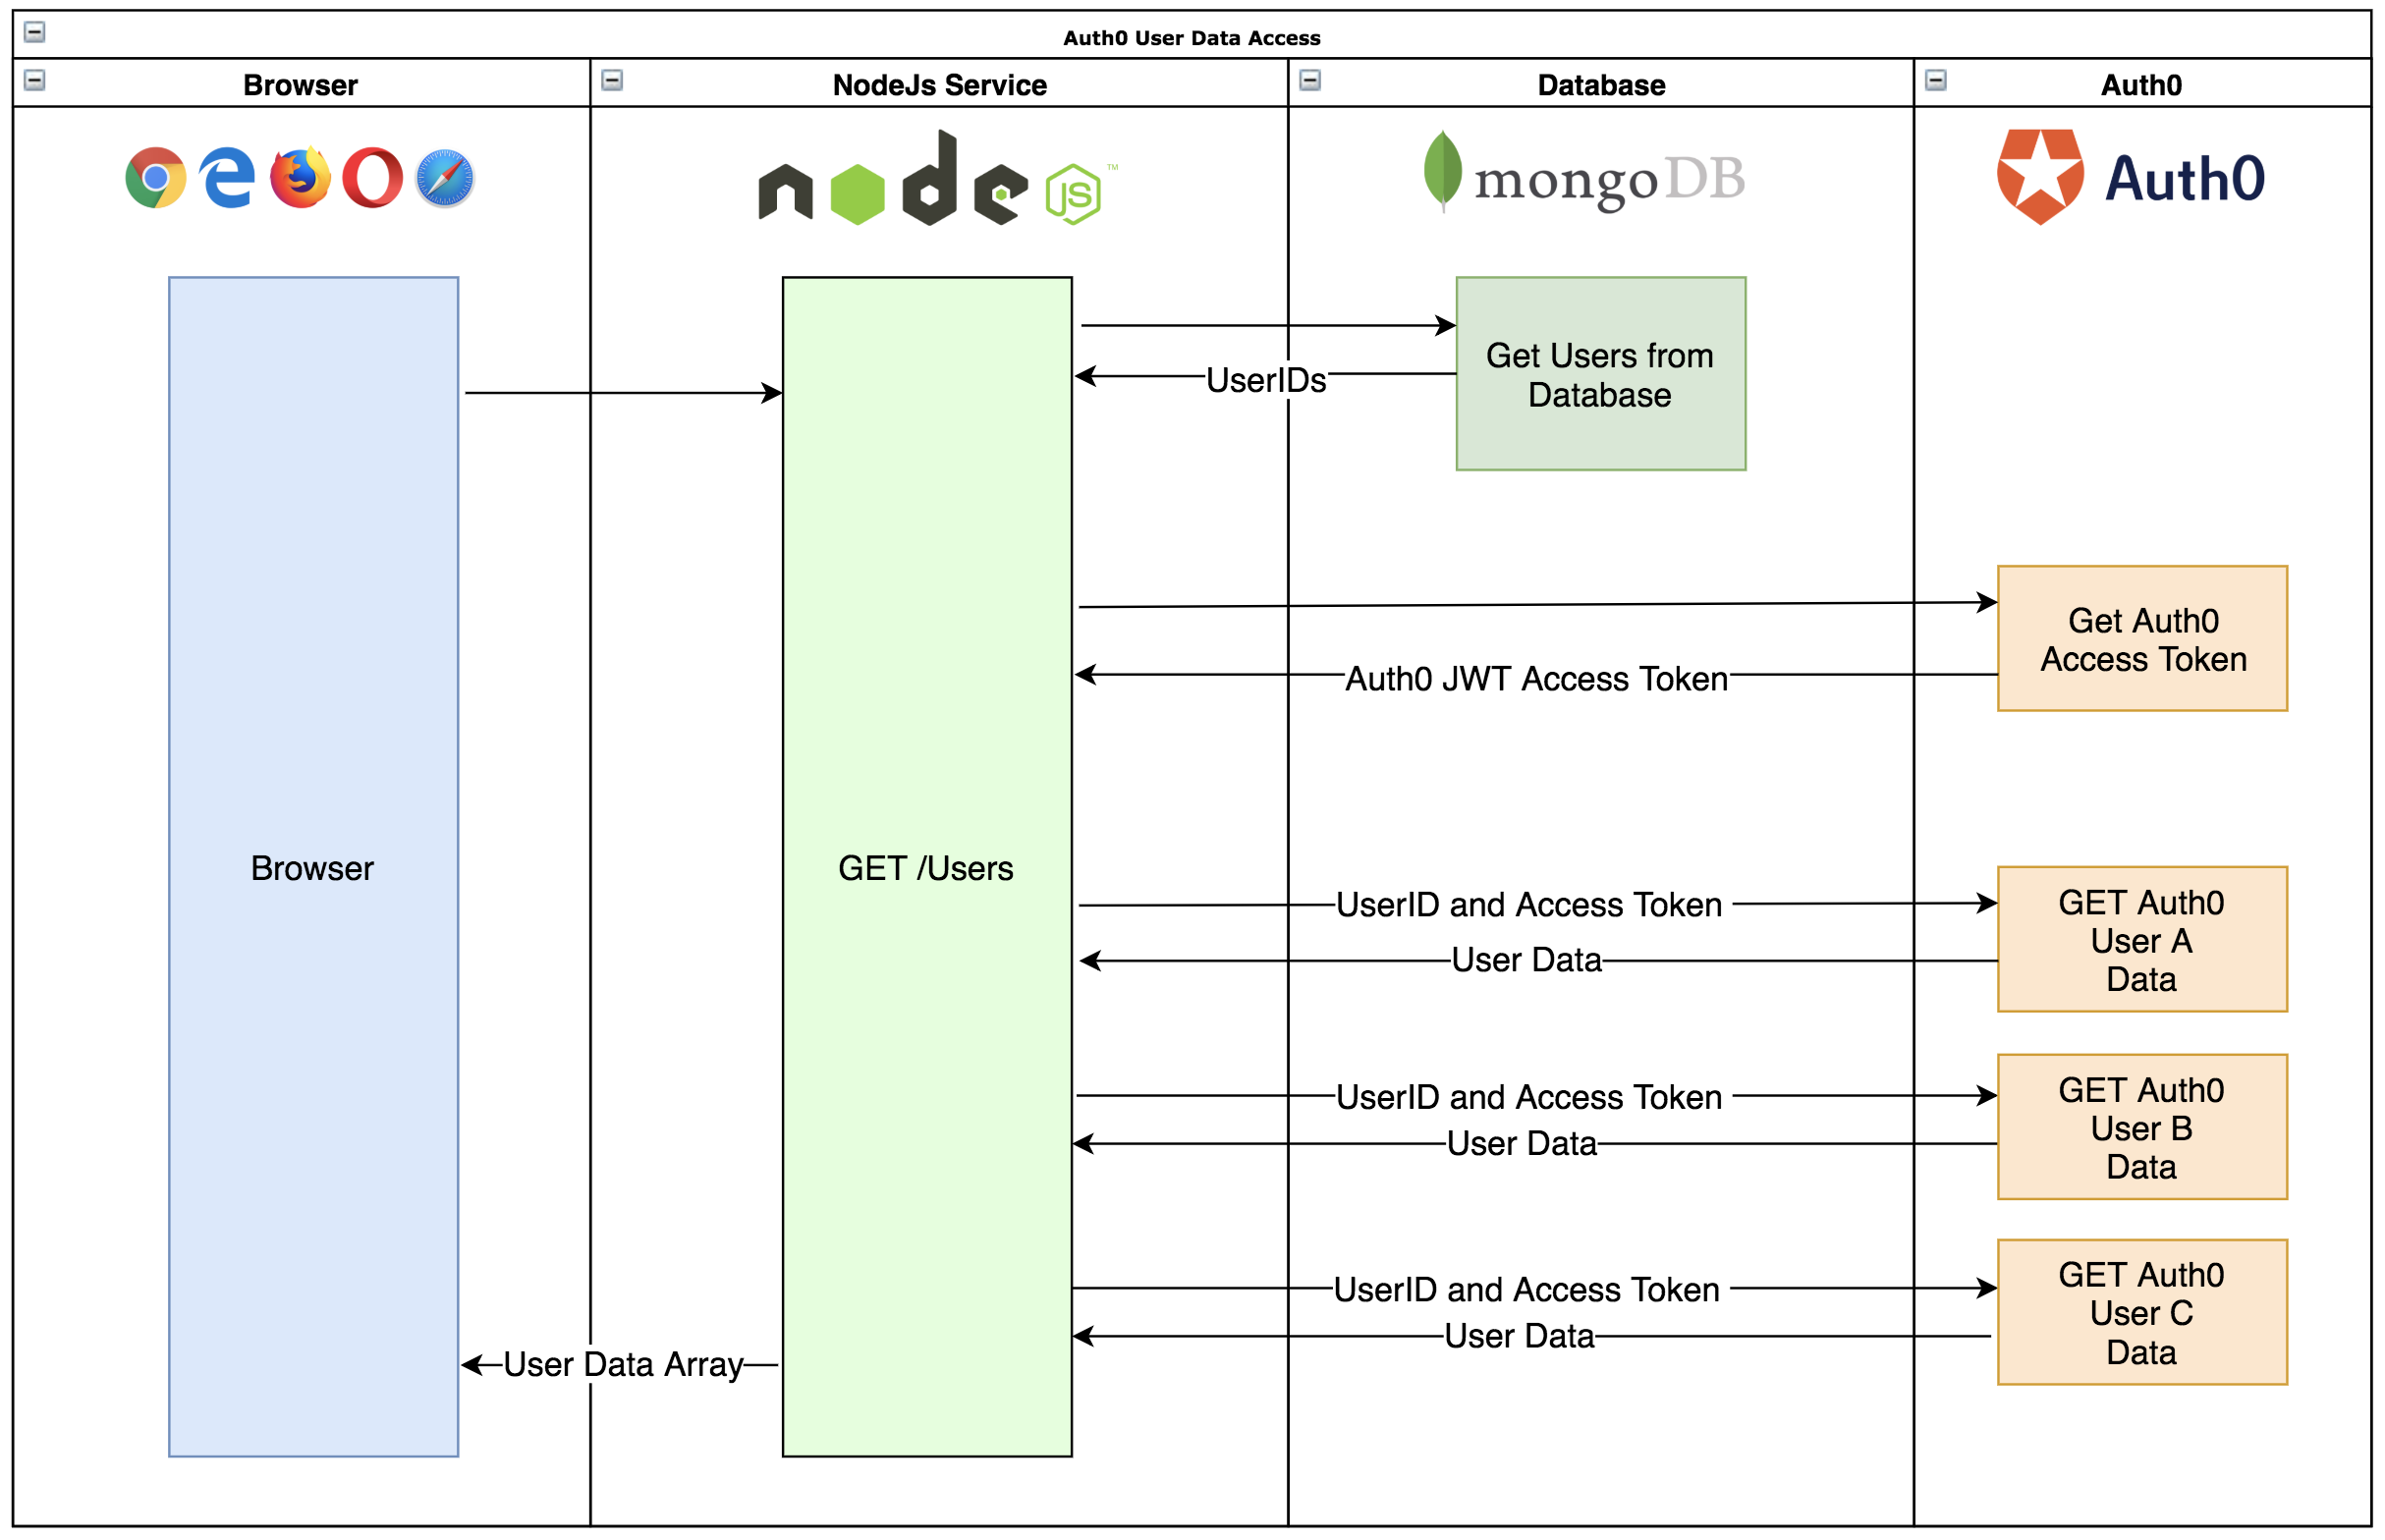 Auth0 User Data Access
Browser
NodeJs Service
Database
Auth0
node JS ™
mongoDB
Auth0
Get Users from
Database
UserIDs
Get Auth0
Access Token
Auth0 JWT Access Token
Browser
GET /Users
UserID and Access Token
GET Auth0
User A
Data
User Data
UserID and Access Token
GET Auth0
User B
Data
User Data
UserID and Access Token
GET Auth0
User C
Data
User Data
User Data Array